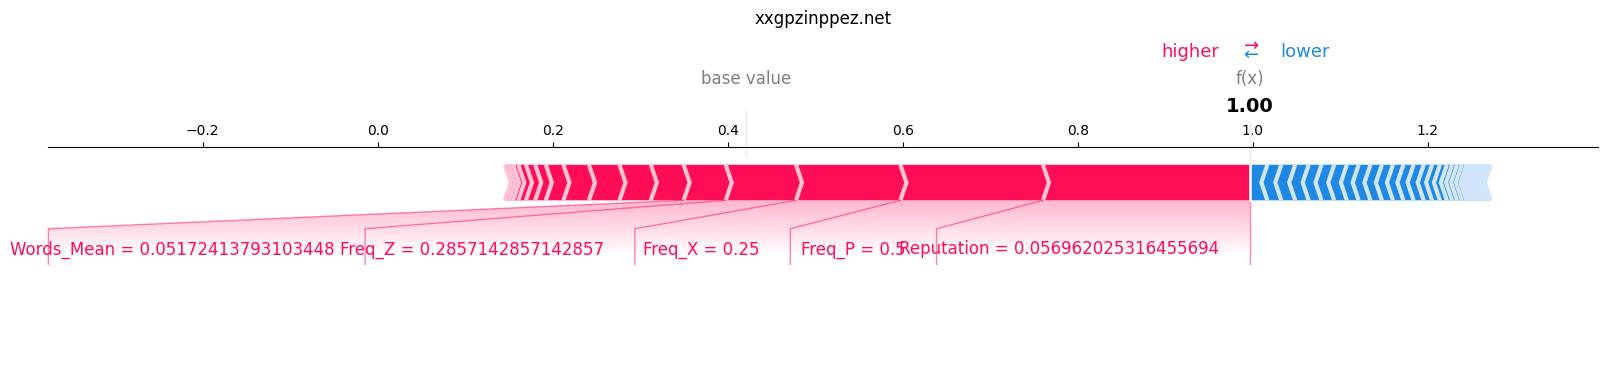 xxgpzinppez.net
higher ⇄ lower
base value f(x)
1.00
−0.2 0.0 0.2 0.4 0.6 0.8 1.0 1.2
Words_Mean = 0.05172413793103448 Freq_Z = 0.2857142857142857 Freq_X = 0.25 Freq_P = 0.5 Reputation = 0.056962025316455694